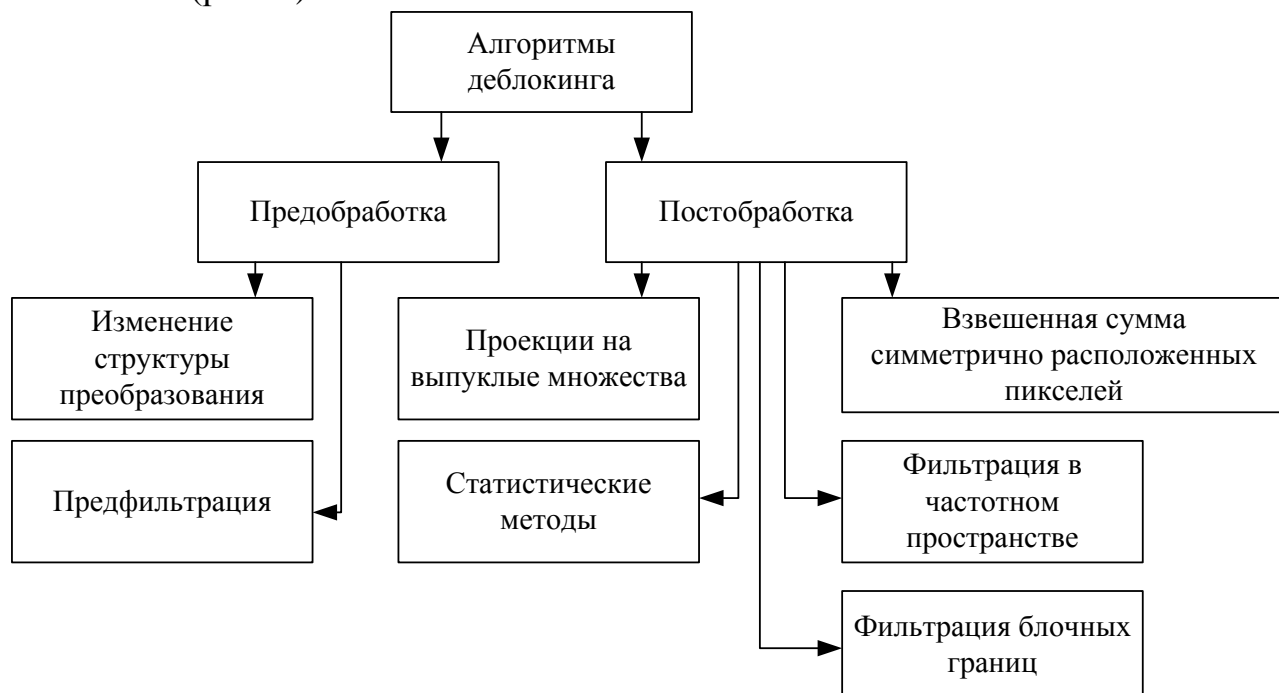 Алгоритмы
деблокинга
Предобработка
Постобработка
Изменение
структуры
преобразования
Проекции на
выпуклые множества
Взвешенная сумма
симметрично расположенных
пикселей
Предфильтрация
Статистические
методы
Фильтрация в
частотном
пространстве
Фильтрация блочных
границ